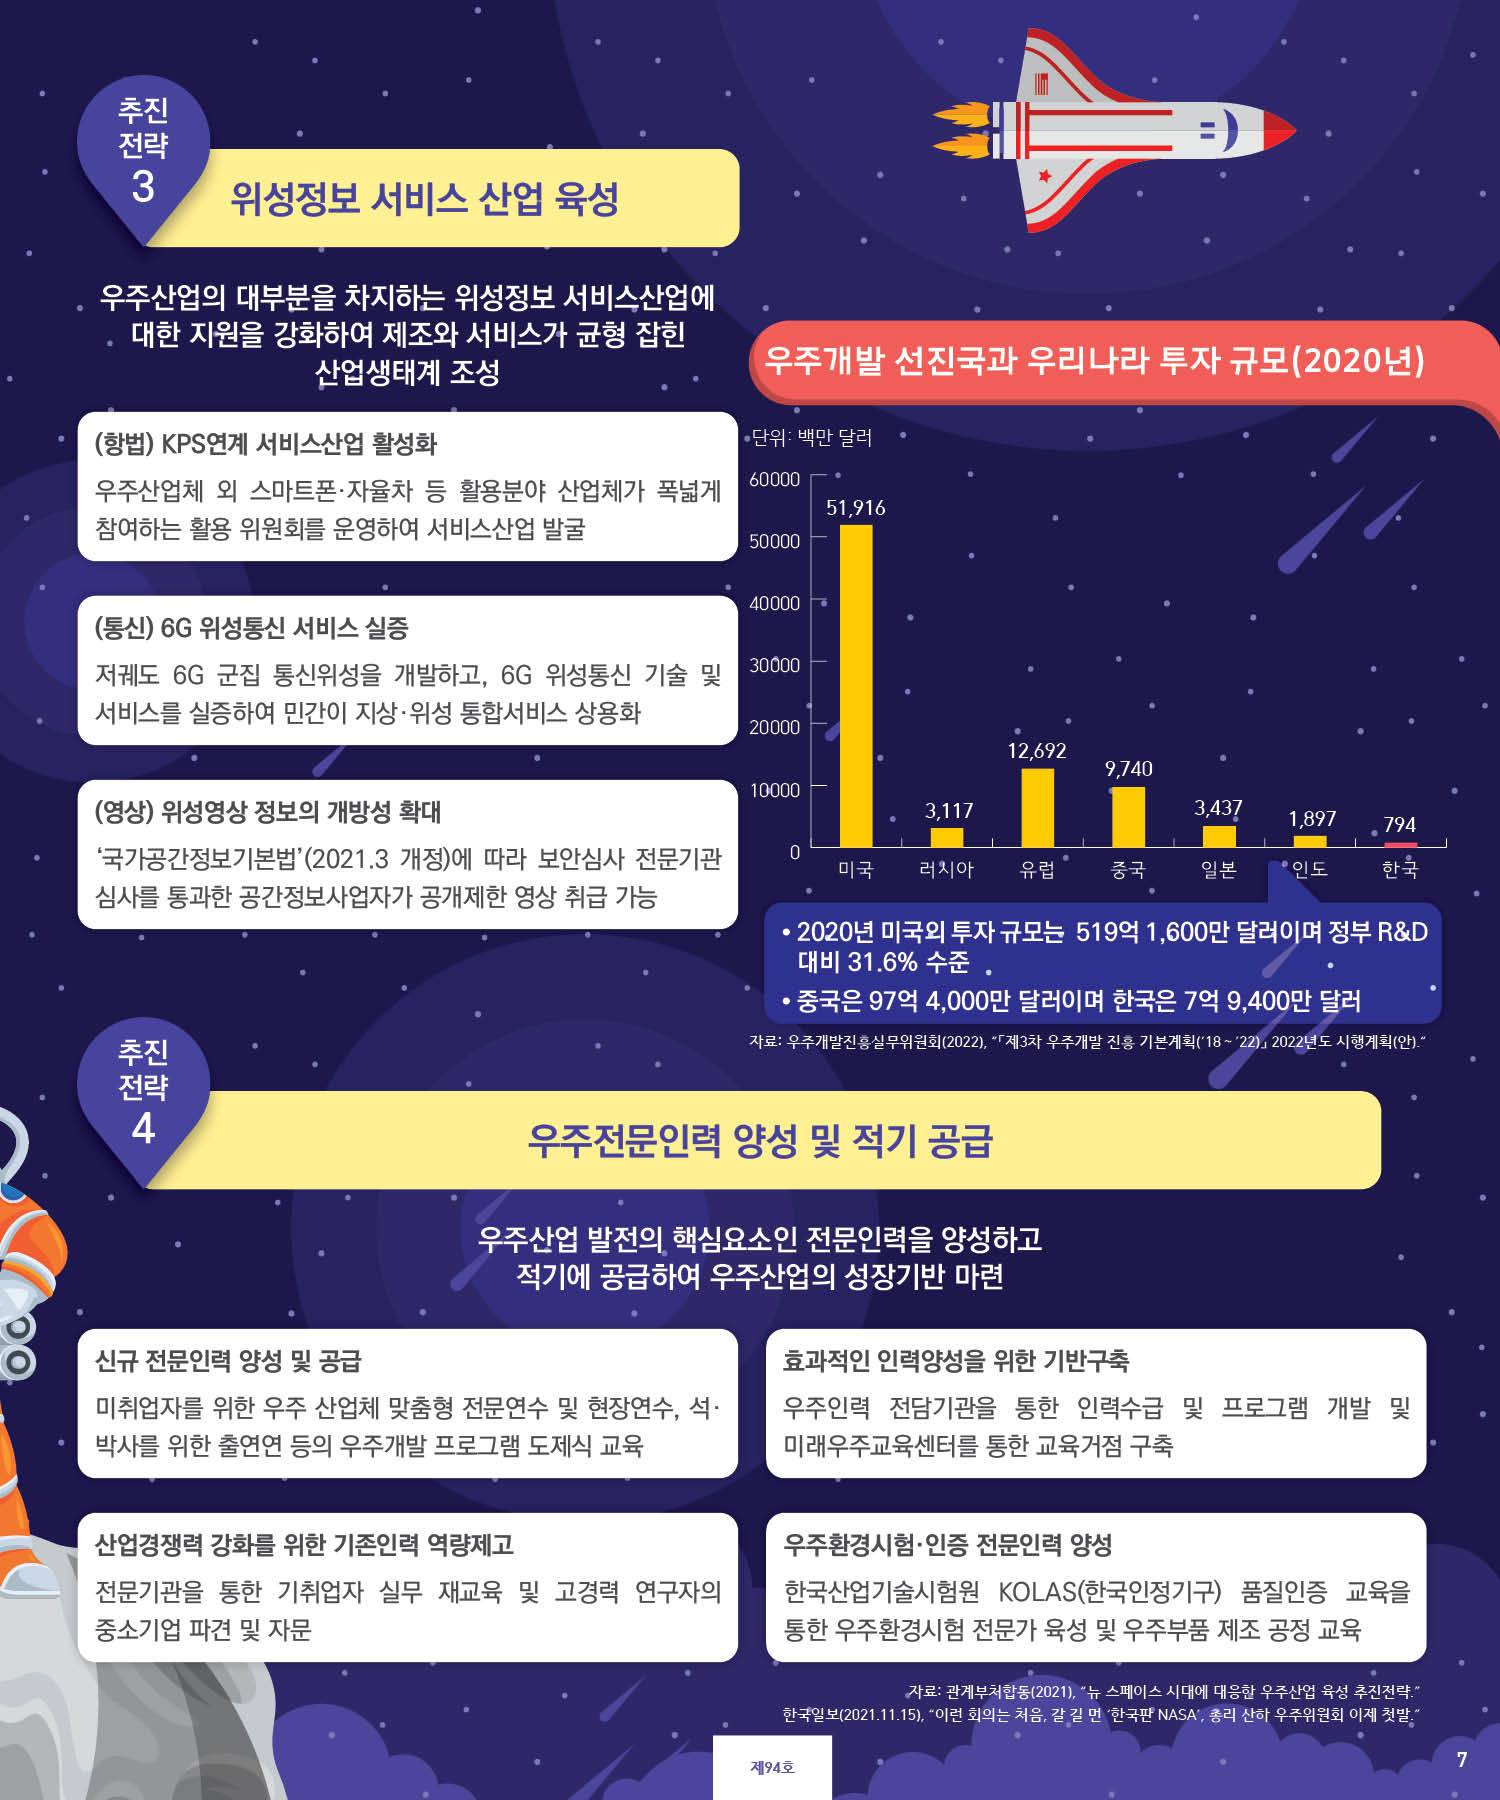 추진
전략
3
위성정보 서비스 산업 육성
우주산업의 대부분을 차지하는 위성정보 서비스산업에
대한 지원을 강화하여 제조와 서비스가 균형 잡힌
산업생태계 조성
(항법) KPS연계 서비스산업 활성화
우주산업체 외 스마트폰·자율차 등 활용분야 산업체가 폭넓게
참여하는 활용 위원회를 운영하여 서비스산업 발굴
(통신) 6G 위성통신 서비스 실증
저궤도 6G 군집 통신위성을 개발하고, 6G 위성통신 기술 및
서비스를 실증하여 민간이 지상·위성 통합서비스 상용화
(영상) 위성영상 정보의 개방성 확대
‘국가공간정보기본법’(2021.3 개정)에 따라 보안심사 전문기관
심사를 통과한 공간정보사업자가 공개제한 영상 취급 가능
우주개발 선진국과 우리나라 투자 규모(2020년)
단위: 백만 달러
60000
50000
40000
30000
20000
10000
0
51,916
3,117
12,692
9,740
3,437
1,897
794
미국
러시아
유럽
중국
일본
인도
한국
• 2020년 미국외 투자 규모는 519억 1,600만 달러이며 정부 R&D
대비 31.6% 수준
• 중국은 97억 4,000만 달러이며 한국은 7억 9,400만 달러
자료: 우주개발진흥실무위원회(2022), “「제3차 우주개발 진흥 기본계획(‘18 ~ ’22)」 2022년도 시행계획(안).“
추진
전략
4
우주전문인력 양성 및 적기 공급
우주산업 발전의 핵심요소인 전문인력을 양성하고
적기에 공급하여 우주산업의 성장기반 마련
신규 전문인력 양성 및 공급
미취업자를 위한 우주 산업체 맞춤형 전문연수 및 현장연수, 석·
박사를 위한 출연연 등의 우주개발 프로그램 도제식 교육
효과적인 인력양성을 위한 기반구축
우주인력 전담기관을 통한 인력수급 및 프로그램 개발 및
미래우주교육센터를 통한 교육거점 구축
산업경쟁력 강화를 위한 기존인력 역량제고
전문기관을 통한 기취업자 실무 재교육 및 고경력 연구자의
중소기업 파견 및 자문
우주환경시험·인증 전문인력 양성
한국산업기술시험원 KOLAS(한국인정기구) 품질인증 교육을
통한 우주환경시험 전문가 육성 및 우주부품 제조 공정 교육
자료: 관계부처합동(2021), “뉴 스페이스 시대에 대응할 우주산업 육성 추진전략.”
한국일보(2021.11.15), “이런 회의는 처음, 갈 길 먼 ‘한국판 NASA’, 총리 산하 우주위원회 이제 첫발.”
제94호
7